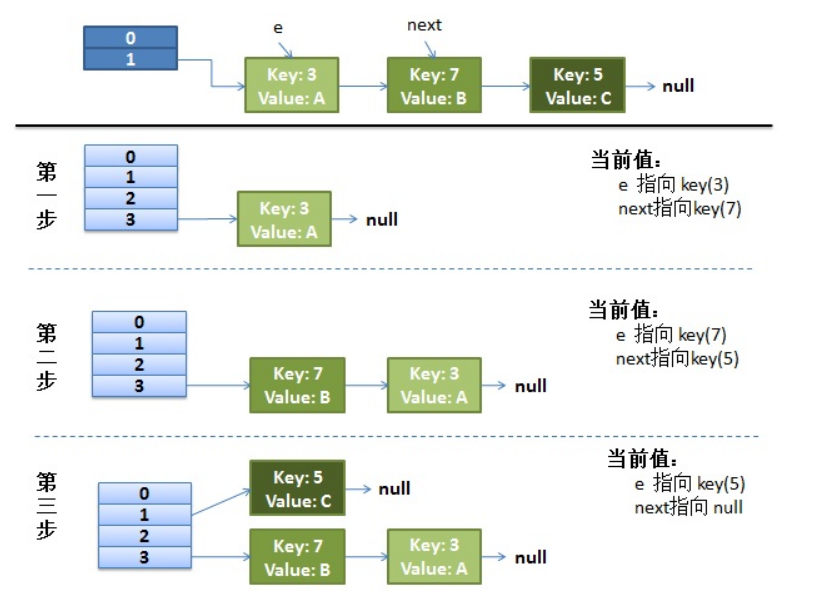 e
next
0
1
Key: 3
Value: A
Key: 7
Value: B
Key: 5
Value: C
null
第一步
0
1
2
3
Key: 3
Value: A
null
当前值：
e 指向 key(3)
next指向key(7)
第二步
0
1
2
3
Key: 7
Value: B
Key: 3
Value: A
null
当前值：
e 指向 key(7)
next指向key(5)
第三步
0
1
2
3
Key: 5
Value: C
null
Key: 7
Value: B
Key: 3
Value: A
null
当前值：
e 指向 key(5)
next指向 null